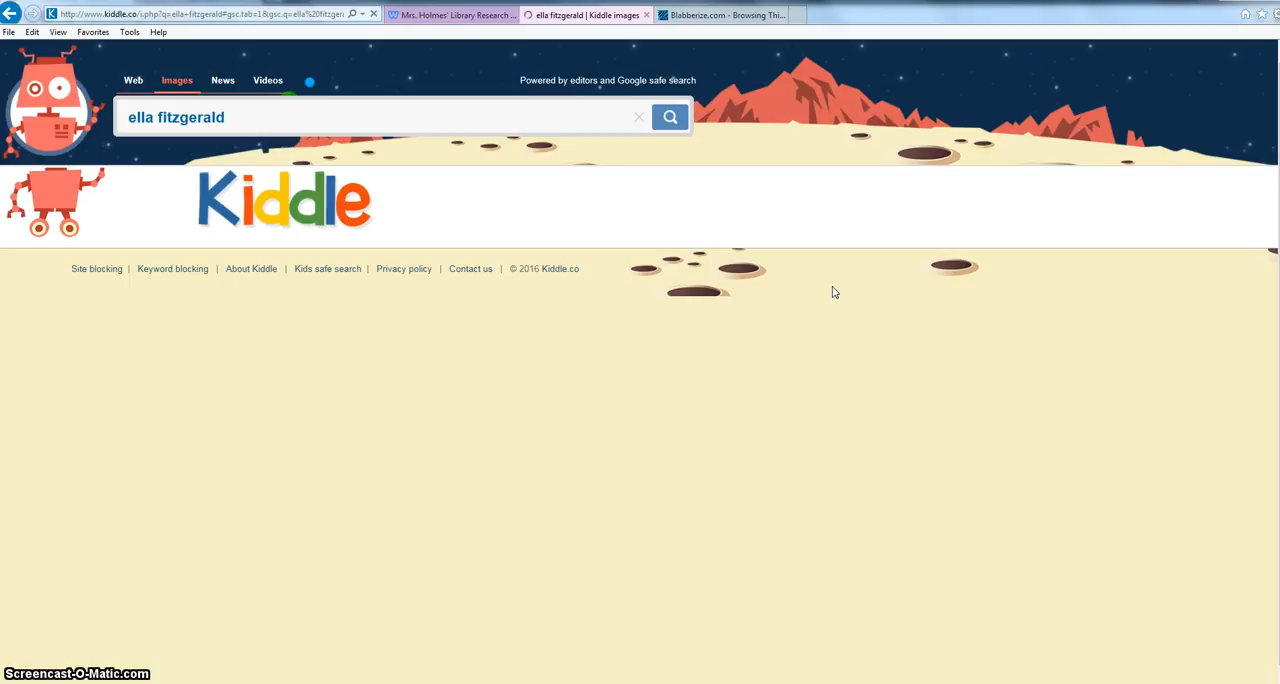 http://www.kiddle.co/i.php?q=ella+fitzgerald#gsc.tab=1&gsc.q=ella%20fitzgera
Mrs. Holmes' Library Research ...
ella fitzgerald | Kiddle images
Blabberize.com - Browsing Thi...
File Edit View Favorites Tools Help
Web Images News Videos
Powered by editors and Google safe search
ella fitzgerald
Kiddle
Site blocking | Keyword blocking | About Kiddle | Kids safe search | Privacy policy | Contact us | © 2016 Kiddle.co
Screencast-O-Matic.com